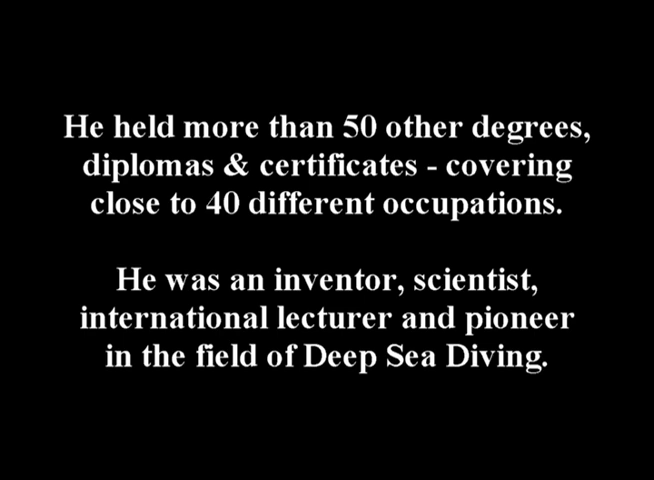 He held more than 50 other degrees,
diplomas & certificates - covering
close to 40 different occupations.
He was an inventor, scientist,
international lecturer and pioneer
in the field of Deep Sea Diving.